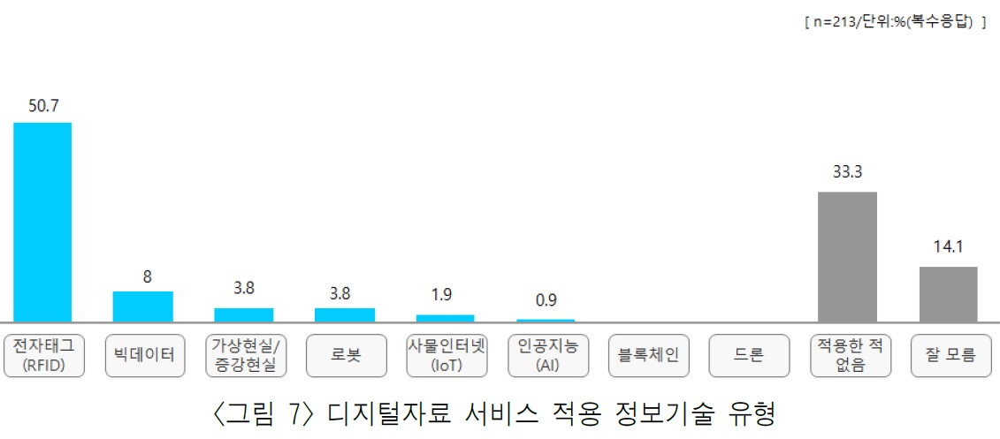 [ n=213/단위:%(복수응답) ]
50.7
8
3.8
3.8
1.9
0.9
33.3
14.1
전자태그
(RFID)
빅데이터
가상현실/
증강현실
로봇
사물인터넷
(IoT)
인공지능
(AI)
블록체인
드론
적용한 적
없음
잘 모름
<그림 7> 디지털자료 서비스 적용 정보기술 유형